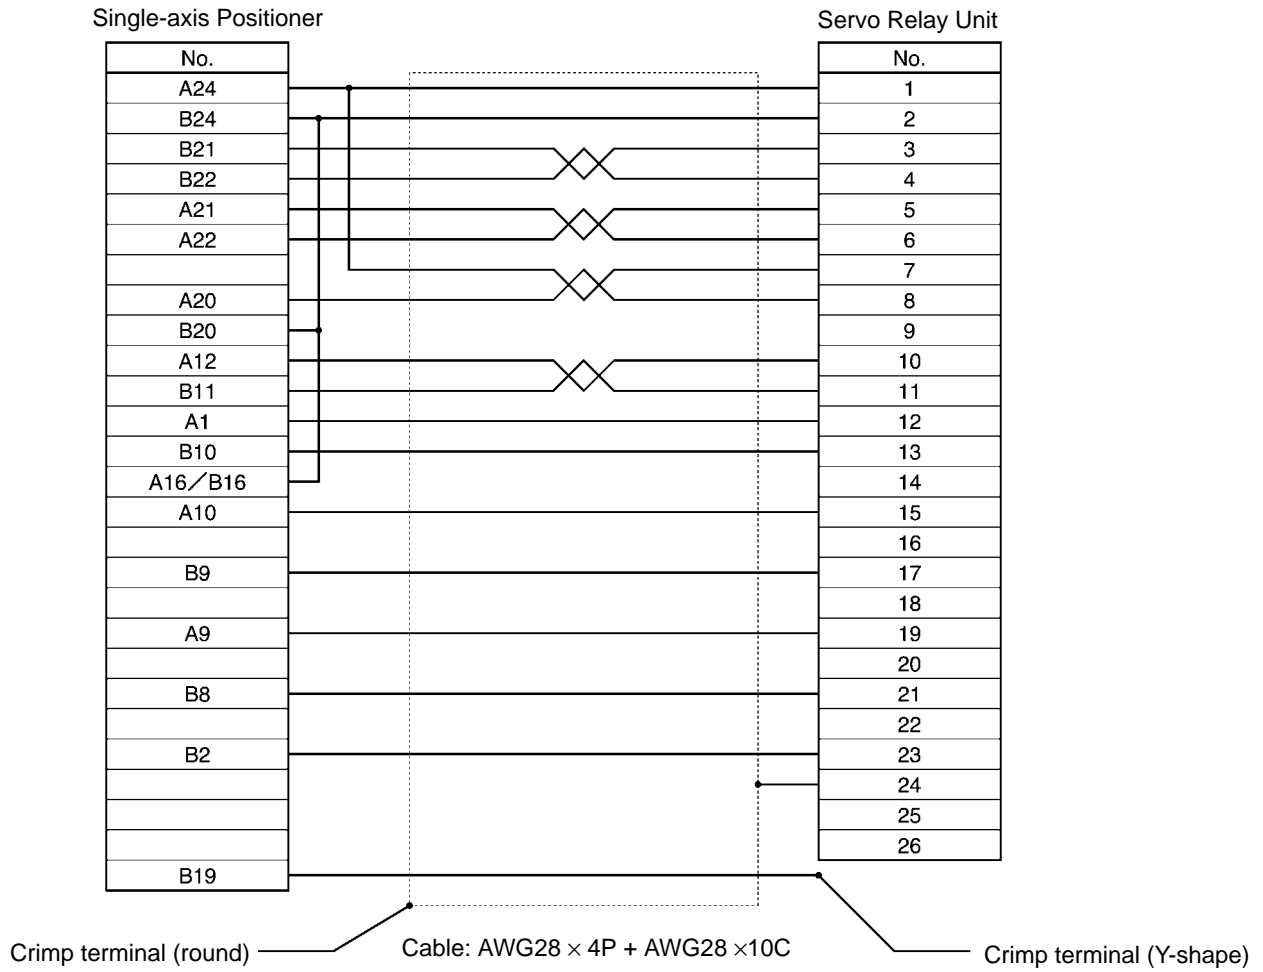 Single-axis Positioner Servo Relay Unit
No. No.
A24 1
B24 2
B21 3
B22 4
A21 5
A22 6
7
A20 8
B20 9
A12 10
B11 11
A1 12
B10 13
A16／B16 14
A10 15
16
B9 17
18
A9 19
20
B8 21
22
B2 23
24
25
26
B19
Crimp terminal (round) Cable: AWG28 × 4P + AWG28 ×10C Crimp terminal (Y-shape)